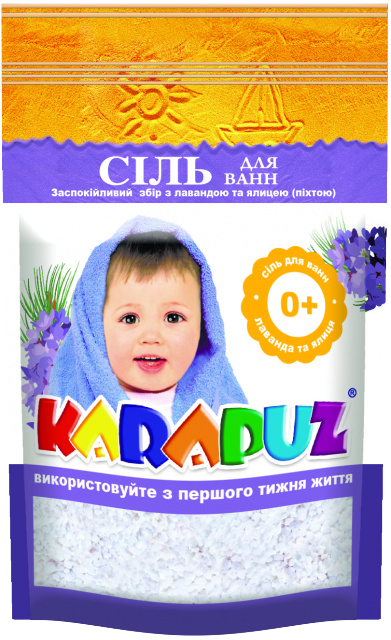 СІЛЬ ДЛЯ
ВАНН
Заспокійливий збір з лавандою та ялицею (піхтою)
сіль для ванн
0+
лаванда та ялиця
KARAPUZ®
використовуйте з першого тижня життя